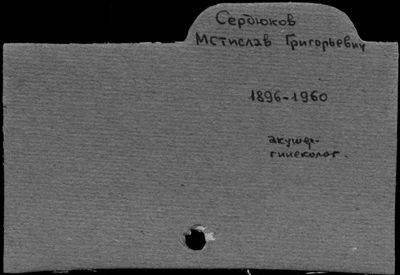 Сердюков
Мстислав Григорьевич
1896-1960
акушер-
гинеколог.